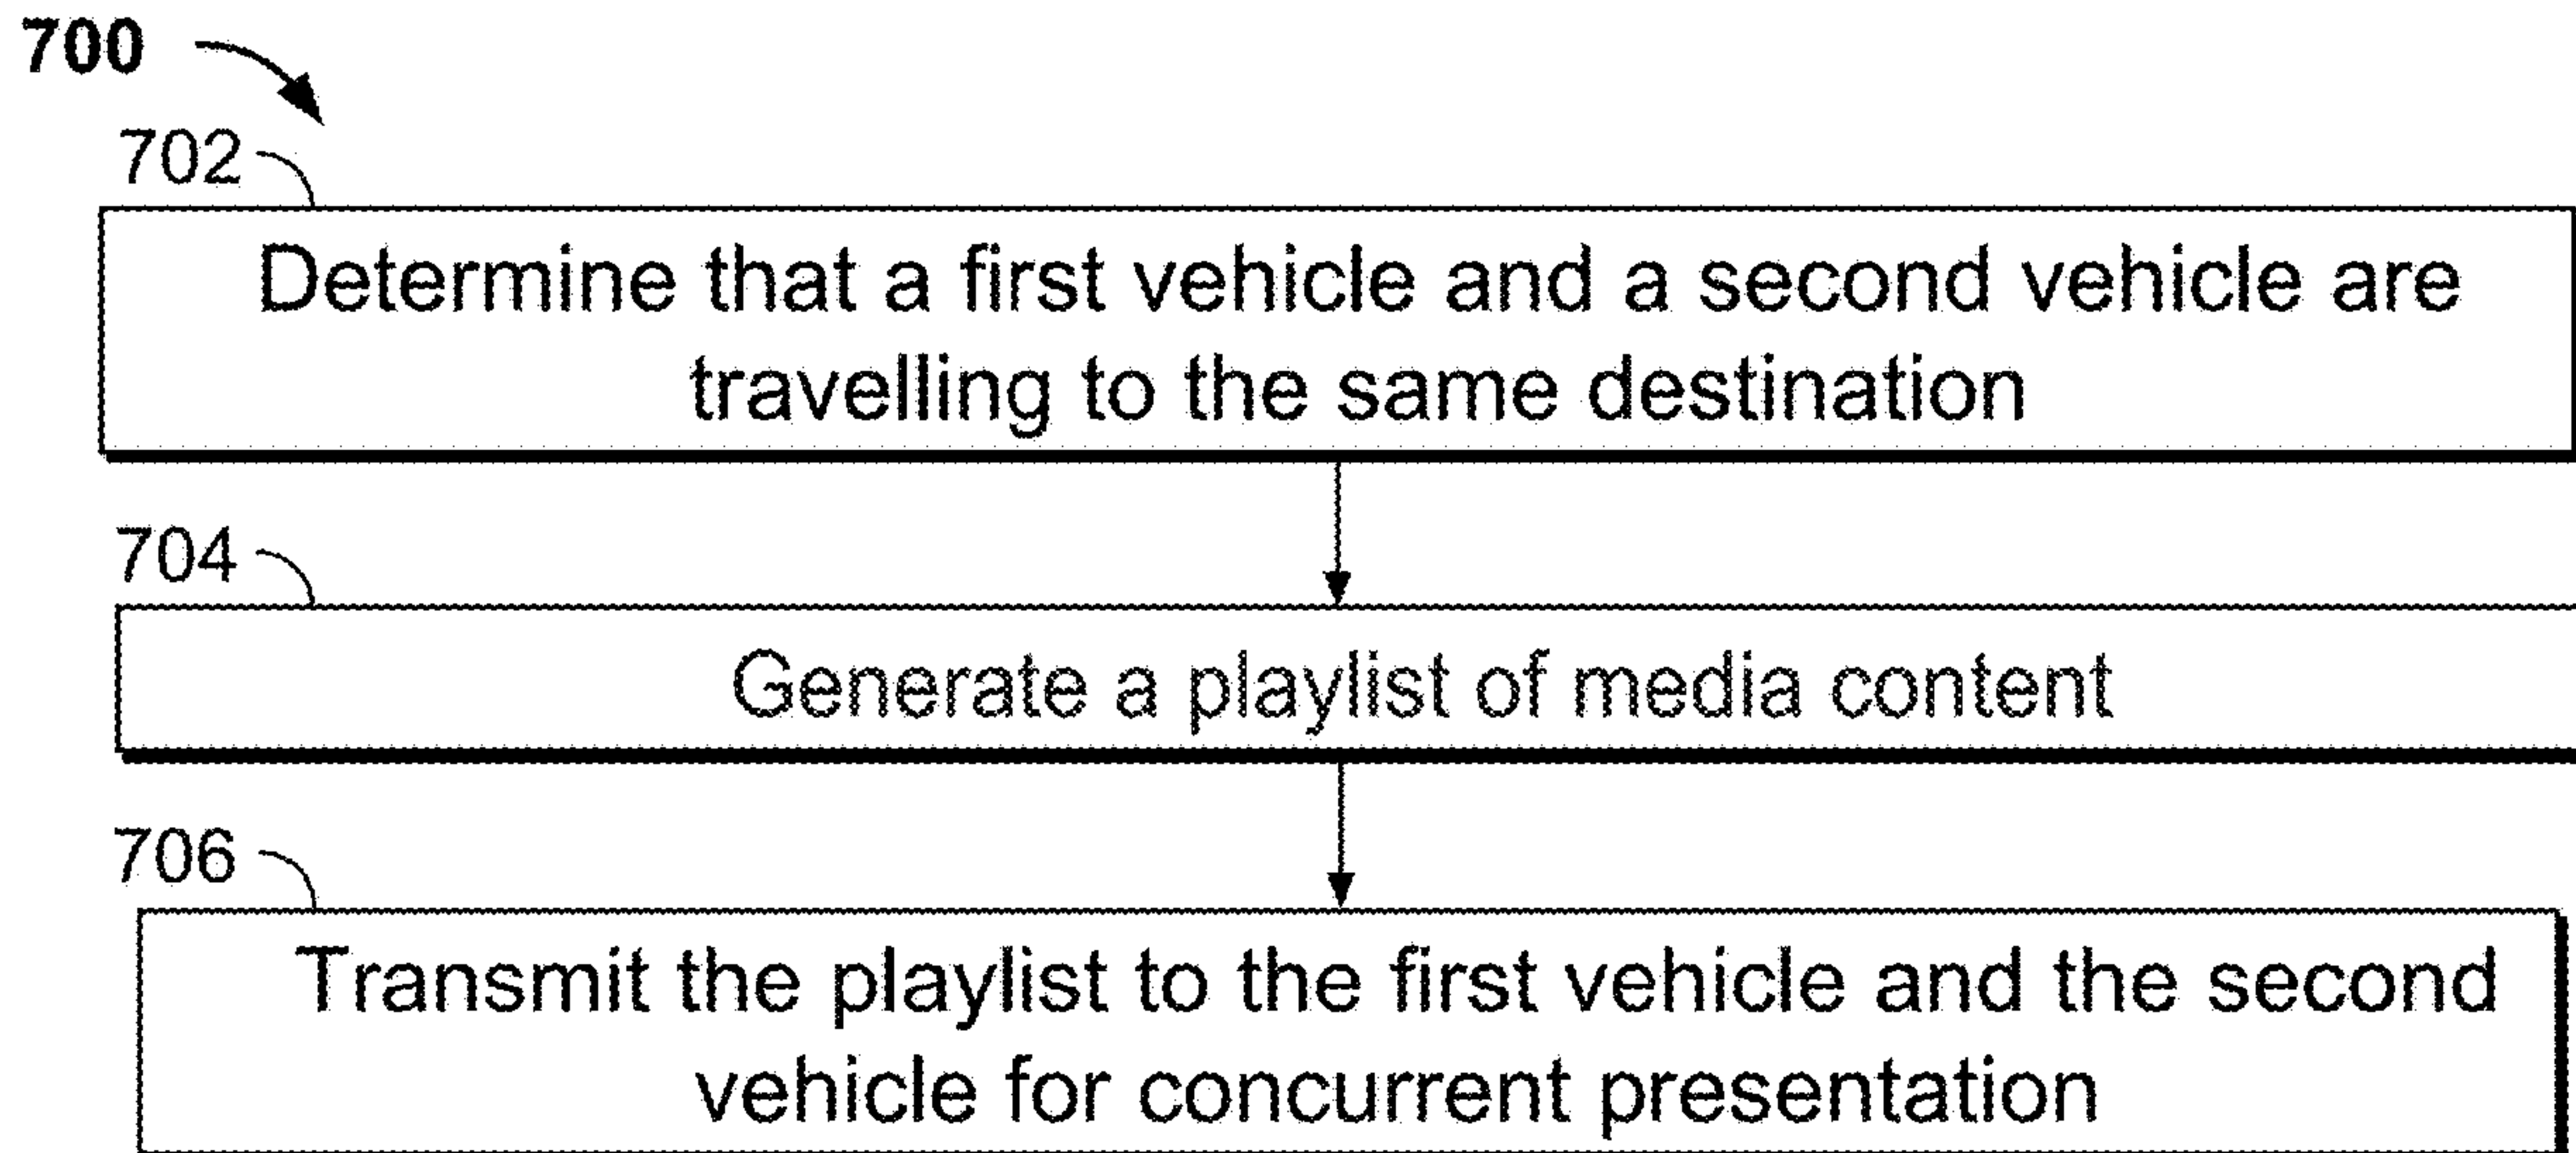 700
702
Determine that a first vehicle and a second vehicle are
travelling to the same destination
704
Generate a playlist of media content
706
Transmit the playlist to the first vehicle and the second
vehicle for concurrent presentation